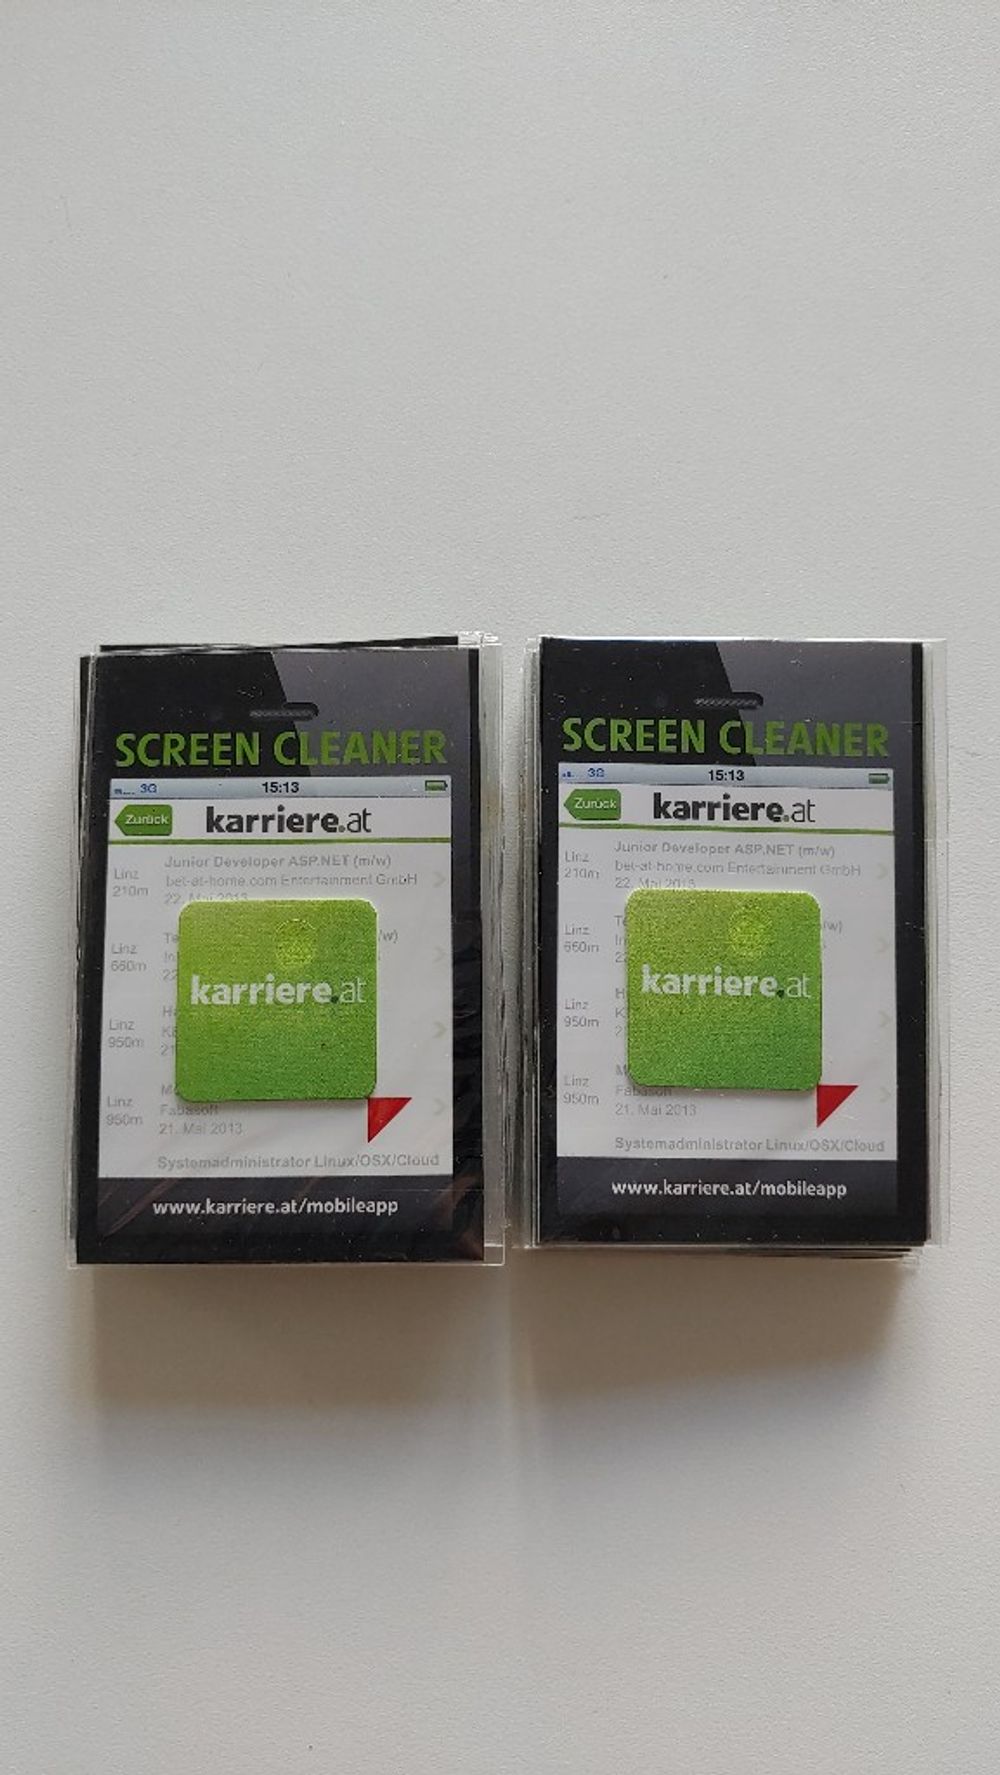 SCREEN CLEANER
3G 15:13
Zurück karriere.at
Junior Developer ASP.NET (m/w)
Linz bet-at-home.com Entertainment GmbH
210m 22. Mai 2013
Linz
660m
karriere.at
Linz
950m
Linz
950m Fabasoft
21. Mai 2013
Systemadministrator Linux/OSX/Cloud
www.karriere.at/mobileapp
SCREEN CLEANER
3G 15:13
Zurück karriere.at
Junior Developer ASP.NET (m/w)
Linz bet-at-home.com Entertainment GmbH
210m 22. Mai 2013
Linz
660m
karriere.at
Linz
950m
Linz
950m Fabasoft
21. Mai 2013
Systemadministrator Linux/OSX/Cloud
www.karriere.at/mobileapp